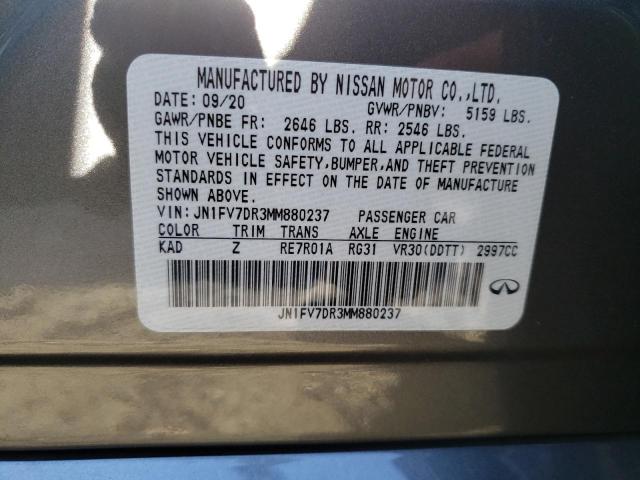 MANUFACTURED BY NISSAN MOTOR CO.,LTD.
DATE: 09/20 GVWR/PNBV: 5159 LBS.
GAWR/PNBE FR: 2646 LBS. RR: 2546 LBS.
THIS VEHICLE CONFORMS TO ALL APPLICABLE FEDERAL
MOTOR VEHICLE SAFETY,BUMPER,AND THEFT PREVENTION
STANDARDS IN EFFECT ON THE DATE OF MANUFACTURE
SHOWN ABOVE.
VIN: JN1FV7DR3MM880237 PASSENGER CAR
COLOR TRIM TRANS AXLE ENGINE
KAD Z RE7R01A RG31 VR30(DDTT) 2997CC
JN1FV7DR3MM880237